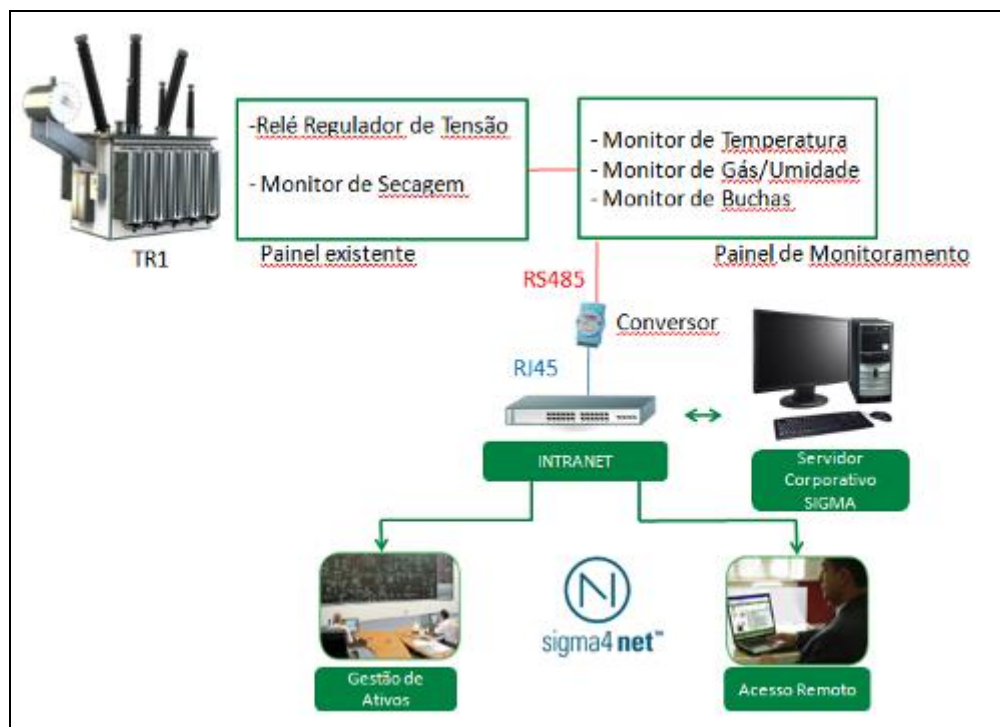 -Relé Regulador de Tensão
- Monitor de Secagem
- Monitor de Temperatura
- Monitor de Gás/Umidade
- Monitor de Buchas
TR1
Painel existente
Painel de Monitoramento
RS485
Conversor
RJ45
INTRANET
Servidor
Corporativo
SIGMA
N
sigma4net™
Gestão de
Ativos
Acesso Remoto